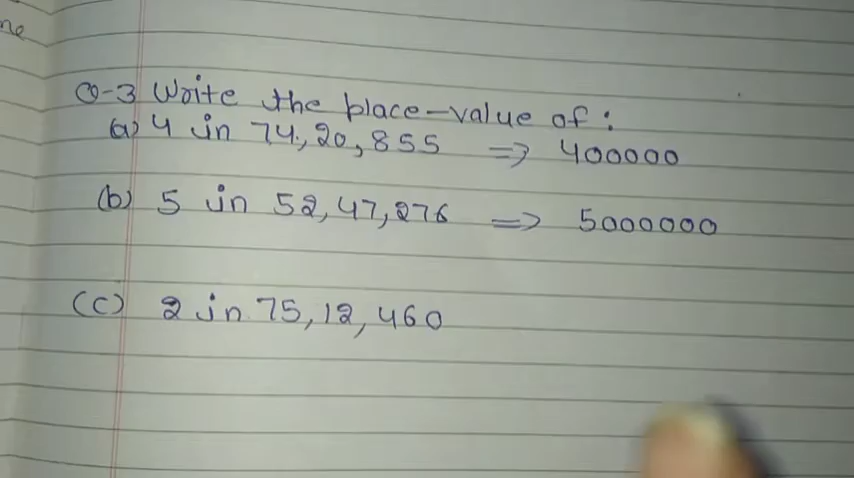 Q-3 Write the place-value of :
(a) 4 in 74,20,855 => 400000
(b) 5 in 52,47,276 => 5000000
(c) 2 in 75,12,460